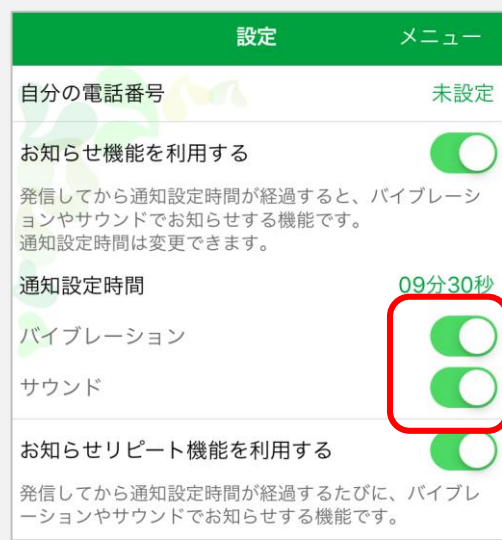 設定 メニュー
自分の電話番号 未設定
お知らせ機能を利用する
発信してから通知設定時間が経過すると、バイブレーシ
ョンやサウンドでお知らせする機能です。
通知設定時間は変更できます。
通知設定時間 09分30秒
バイブレーション
サウンド
お知らせリピート機能を利用する
発信してから通知設定時間が経過するたびに、バイブレ
ーションやサウンドでお知らせする機能です。